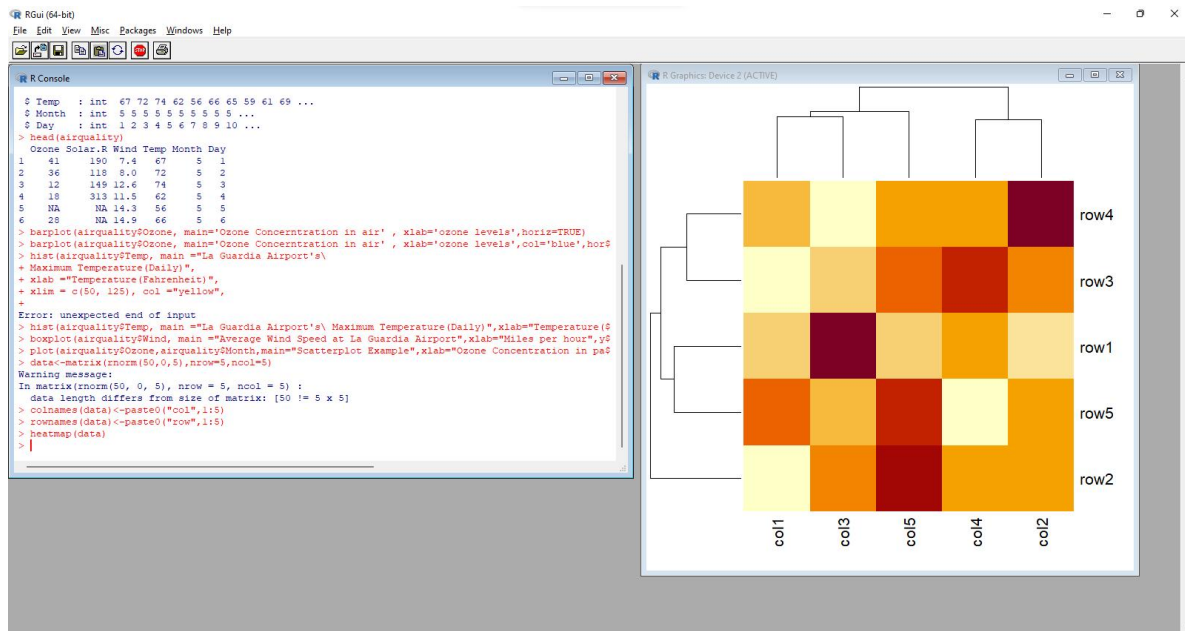 RGui (64-bit)
File Edit View Misc Packages Windows Help
STOP
R Console
 $ Temp   : int  67 72 74 62 56 66 65 59 61 69 ...
 $ Month  : int  5 5 5 5 5 5 5 5 5 5 ...
 $ Day    : int  1 2 3 4 5 6 7 8 9 10 ...
> head(airquality)
  Ozone Solar.R Wind Temp Month Day
1    41     190  7.4   67     5   1
2    36     118  8.0   72     5   2
3    12     149 12.6   74     5   3
4    18     313 11.5   62     5   4
5    NA      NA 14.3   56     5   5
6    28      NA 14.9   66     5   6
> barplot(airquality$Ozone, main='Ozone Concerntration in air' , xlab='ozone levels',horiz=TRUE)
> barplot(airquality$Ozone, main='Ozone Concerntration in air' , xlab='ozone levels',col='blue',hor$
> hist(airquality$Temp, main ="La Guardia Airport's\
+ Maximum Temperature(Daily)",
+ xlab ="Temperature(Fahrenheit)",
+ xlim = c(50, 125), col ="yellow",
+
Error: unexpected end of input
> hist(airquality$Temp, main ="La Guardia Airport's\ Maximum Temperature(Daily)",xlab="Temperature($
> boxplot(airquality$Wind, main ="Average Wind Speed at La Guardia Airport",xlab="Miles per hour",y$
> plot(airquality$Ozone,airquality$Month,main="Scatterplot Example",xlab="Ozone Concentration in pa$
> data<-matrix(rnorm(50,0,5),nrow=5,ncol=5)
Warning message:
In matrix(rnorm(50, 0, 5), nrow = 5, ncol = 5) :
  data length differs from size of matrix: [50 != 5 x 5]
> colnames(data)<-paste0("col",1:5)
> rownames(data)<-paste0("row",1:5)
> heatmap(data)
>
R Graphics: Device 2 (ACTIVE)
row4
row3
row1
row5
row2
col1
col3
col5
col4
col2